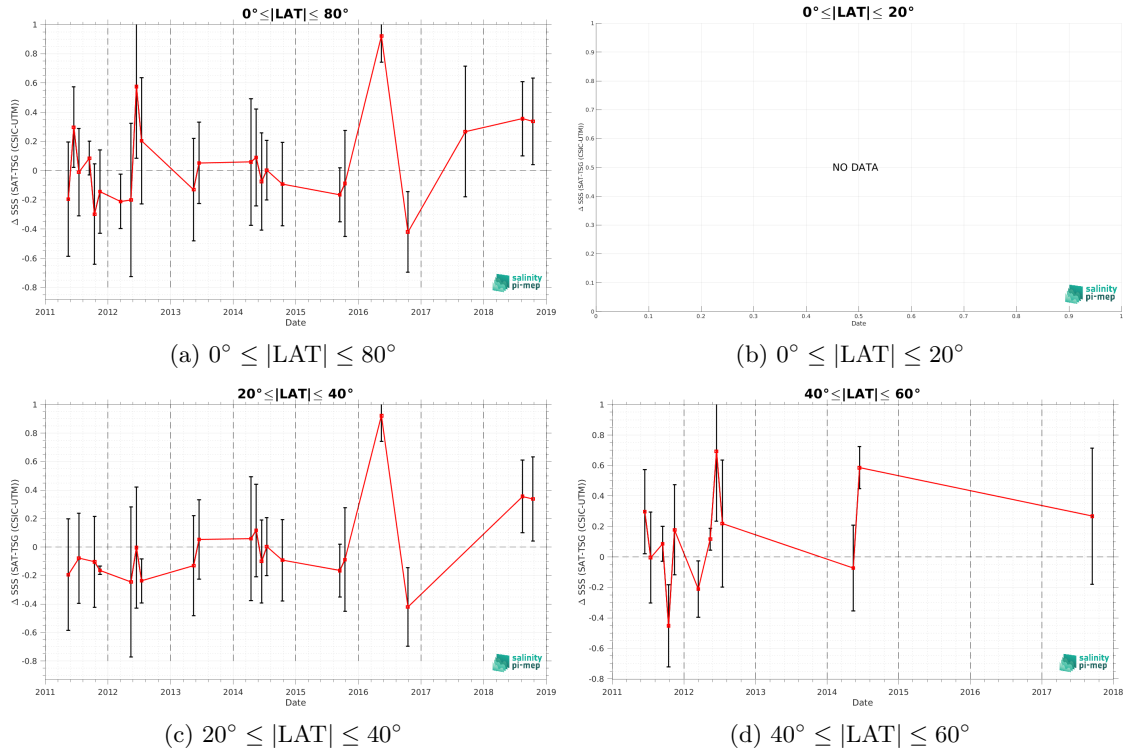 0°≤|LAT|≤ 80°
Δ SSS (SAT-TSG (CSIC-UTM))
1
0.8
0.6
0.4
0.2
0
-0.2
-0.4
-0.6
-0.8
2011 2012 2013 2014 2015 2016 2017 2018 2019
Date
salinity
pi-mep
(a) 0° ≤ |LAT| ≤ 80°
0°≤|LAT|≤ 20°
Δ SSS (SAT-TSG (CSIC-UTM))
1
0.9
0.8
0.7
0.6
0.5
0.4
0.3
0.2
0.1
0
NO DATA
0 0.1 0.2 0.3 0.4 0.5 0.6 0.7 0.8 0.9 1
Date
salinity
pi-mep
(b) 0° ≤ |LAT| ≤ 20°
20°≤|LAT|≤ 40°
Δ SSS (SAT-TSG (CSIC-UTM))
1
0.8
0.6
0.4
0.2
0
-0.2
-0.4
-0.6
-0.8
2011 2012 2013 2014 2015 2016 2017 2018 2019
Date
salinity
pi-mep
(c) 20° ≤ |LAT| ≤ 40°
40°≤|LAT|≤ 60°
Δ SSS (SAT-TSG (CSIC-UTM))
1
0.8
0.6
0.4
0.2
0
-0.2
-0.4
-0.6
-0.8
2011 2012 2013 2014 2015 2016 2017 2018
Date
salinity
pi-mep
(d) 40° ≤ |LAT| ≤ 60°